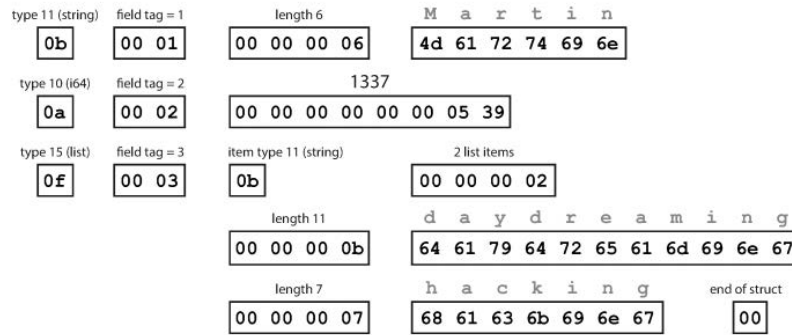 type 11 (string) field tag = 1 length 6 M a r t i n
0b 00 01 00 00 00 06 4d 61 72 74 69 6e
type 10 (i64) field tag = 2 1337
0a 00 02 00 00 00 00 00 00 05 39
type 15 (list) field tag = 3 item type 11 (string) 2 list items
0f 00 03 0b 00 00 00 02
length 11 d a y d r e a m i n g
00 00 00 0b 64 61 79 64 72 65 61 6d 69 6e 67
length 7 h a c k i n g end of struct
00 00 00 07 68 61 63 6b 69 6e 67 00